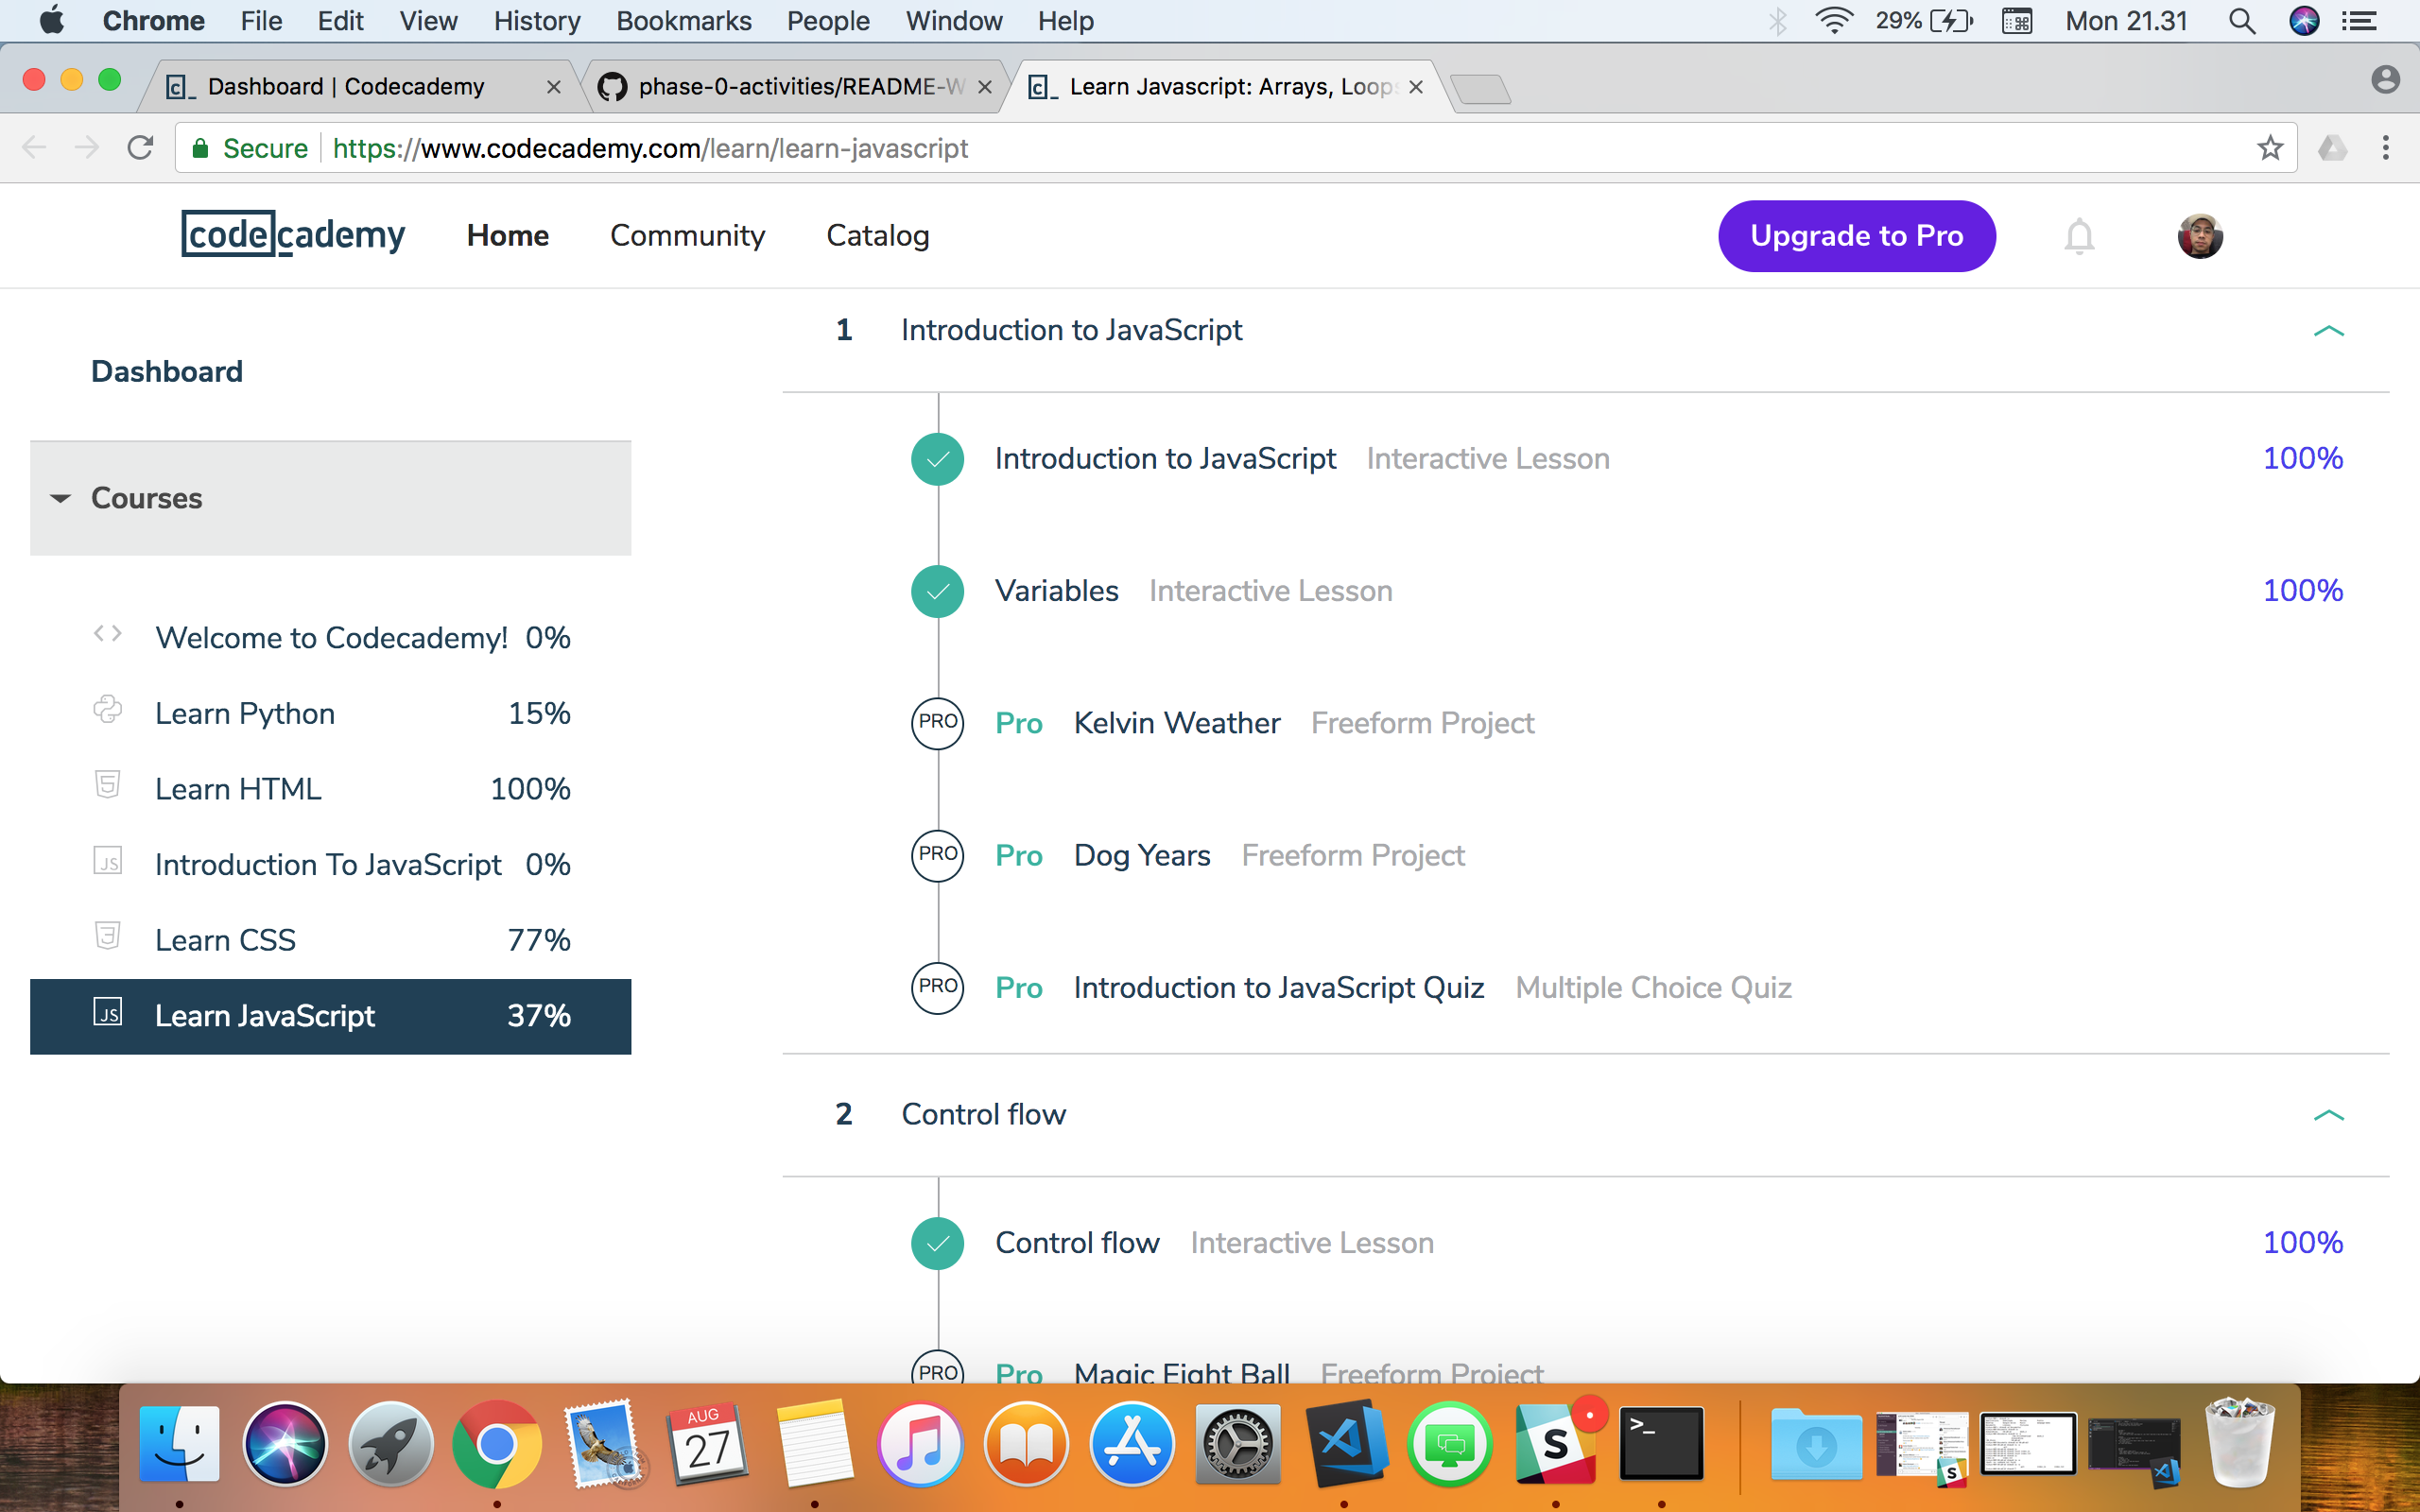 Chrome File Edit View History Bookmarks People Window Help 29% Mon 21.31
Dashboard | Codecademy phase-0-activities/README-W Learn Javascript: Arrays, Loops
Secure https://www.codecademy.com/learn/learn-javascript
codecademy Home Community Catalog Upgrade to Pro
Dashboard
Courses
Welcome to Codecademy! 0%
Learn Python 15%
Learn HTML 100%
JS Introduction To JavaScript 0%
Learn CSS 77%
JS Learn JavaScript 37%
1 Introduction to JavaScript
Introduction to JavaScript Interactive Lesson 100%
Variables Interactive Lesson 100%
PRO Pro Kelvin Weather Freeform Project
PRO Pro Dog Years Freeform Project
PRO Pro Introduction to JavaScript Quiz Multiple Choice Quiz
2 Control flow
Control flow Interactive Lesson 100%
PRO Pro Magic Eight Ball Freeform Project
AUG
27
S
>_